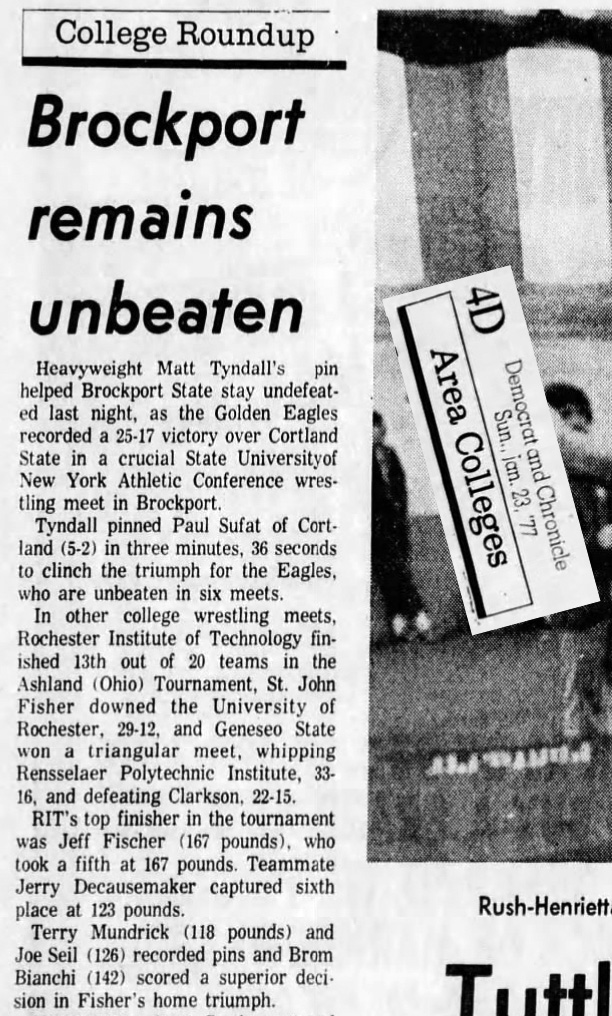 College Roundup
Brockport
remains
unbeaten
Heavyweight Matt Tyndall's pin
helped Brockport State stay undefeat-
ed last night, as the Golden Eagles
recorded a 25-17 victory over Cortland
State in a crucial State Universityof
New York Athletic Conference wres-
tling meet in Brockport.
Tyndall pinned Paul Sufat of Cort-
land (5-2) in three minutes, 36 seconds
to clinch the triumph for the Eagles,
who are unbeaten in six meets.
In other college wrestling meets,
Rochester Institute of Technology fin-
ished 13th out of 20 teams in the
Ashland (Ohio) Tournament, St. John
Fisher downed the University of
Rochester, 29-12, and Geneseo State
won a triangular meet, whipping
Rensselaer Polytechnic Institute, 33-
16, and defeating Clarkson, 22-15.
RIT's top finisher in the tournament
was Jeff Fischer (167 pounds), who
took a fifth at 167 pounds. Teammate
Jerry Decausemaker captured sixth
place at 123 pounds.
Terry Mundrick (118 pounds) and
Joe Seil (126) recorded pins and Brom
Bianchi (142) scored a superior deci-
sion in Fisher's home triumph.
4D
Democrat and Chronicle
Sun., Jan. 23, '77
Area Colleges
Rush-Henriett
Tuttl